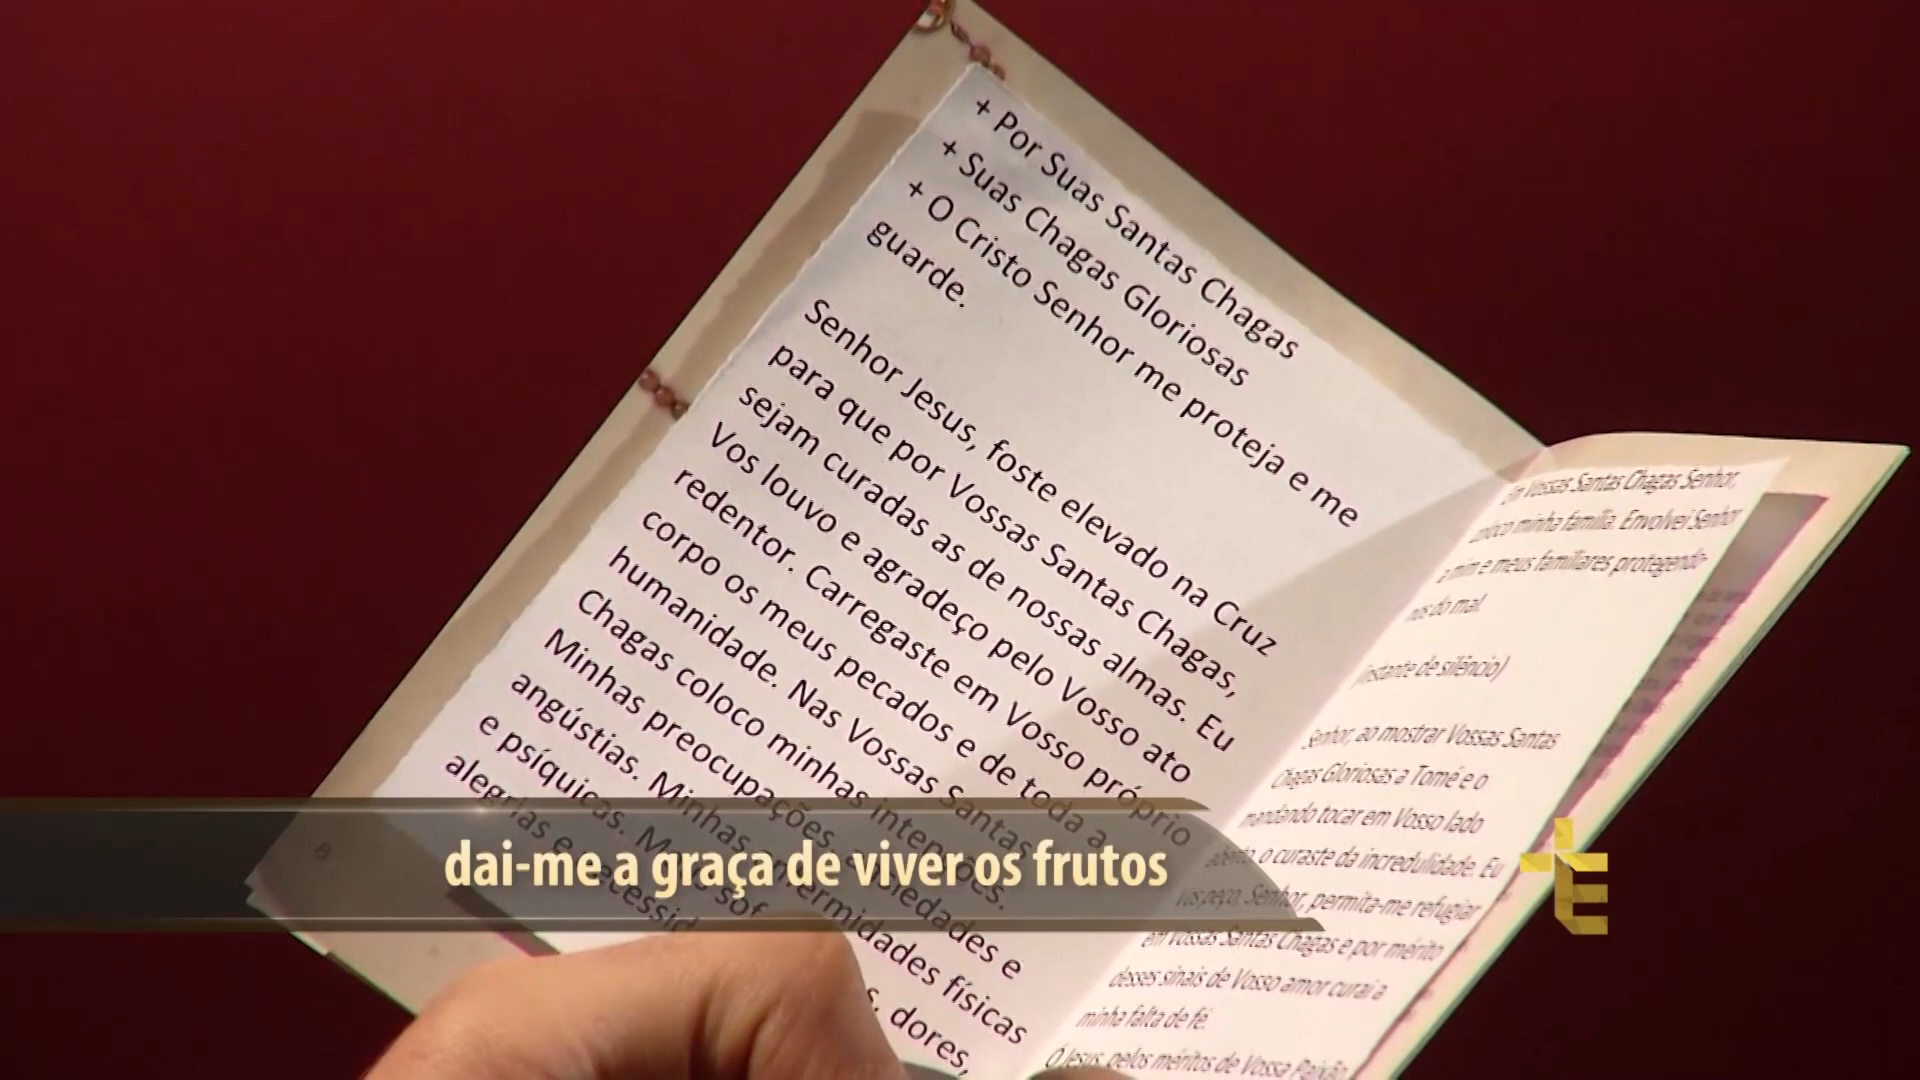 + Por Suas Santas Chagas
+ Suas Chagas Gloriosas
+ O Cristo Senhor me proteja e me
guarde.
Senhor Jesus, foste elevado na Cruz
para que por Vossas Santas Chagas,
sejam curadas as de nossas almas. Eu
Vos louvo e agradeço pelo Vosso ato
redentor. Carregaste em Vosso próprio
corpo os meus pecados e de toda a
humanidade. Nas Vossas Santas
Chagas coloco minhas intenções.
Minhas preocupações, ansiedades e
angústias. Minhas enfermidades físicas
e psíquicas. Meus dores,
alegrias e
Vossas Santas Chagas Senhor,
minha família. Envolvei Senhor
a mim e meus familiares protegendo-
nos do mal.
(instante de silêncio)
Senhor, ao mostrar Vossas Santas
Chagas Gloriosas a Tomé e o
mandando tocar em Vosso lado
aberto, o curaste da incredulidade. Eu
Vos peço, Senhor, permita-me refugiar
em Vossas Santas Chagas e por mérito
desses sinais de Vosso amor curai a
minha falta de fé.
Ó Jesus, pelos méritos de Vossa Paixão,
dai-me a graça de viver os frutos